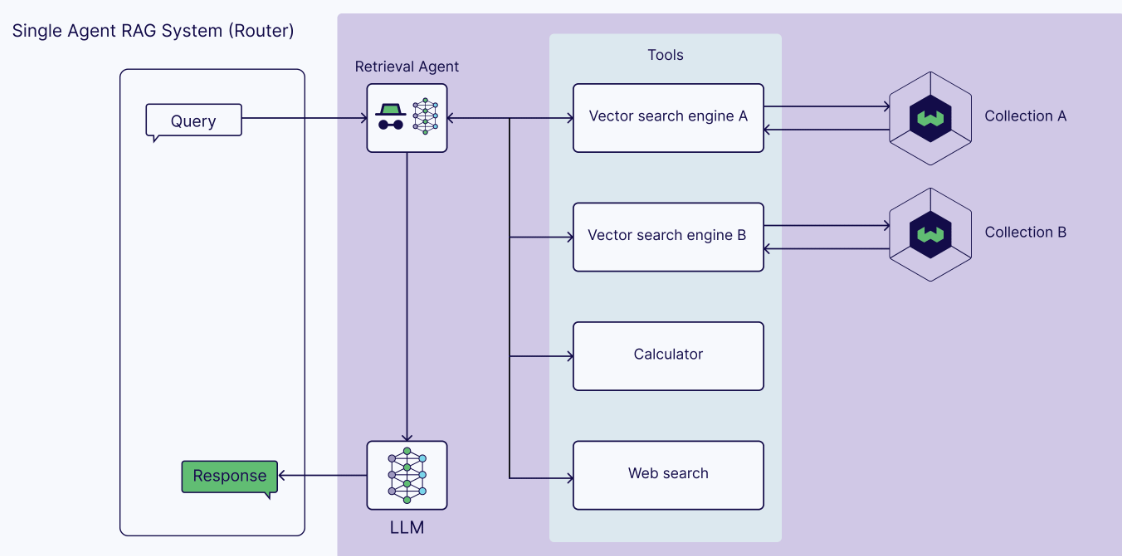 Single Agent RAG System (Router)
Retrieval Agent
Tools
Query
Vector search engine A
Collection A
Vector search engine B
Collection B
Calculator
Response
Web search
LLM